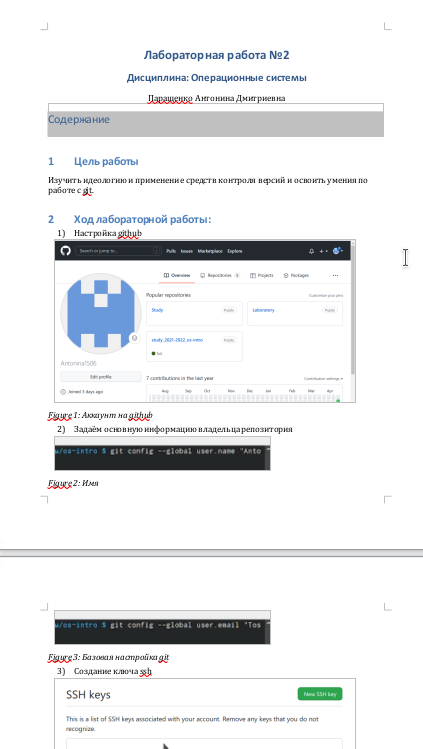 Лабораторная работа №2
Дисциплина: Операционные системы
Паращенко Антонина Дмитриевна
Содержание
1 Цель работы
Изучить идеологию и применение средств контроля версий и освоить умения по
работе с git.
2 Ход лабораторной работы:
1) Настройка github
Search or jump to...
Pulls Issues Marketplace Explore
Overview Repositories 3 Projects Packages
Popular repositories
Customize your pins
Study Public
Laboratory Public
study_2021-2022_os-intro Public
Antonina1506
Edit profile
7 contributions in the last year
Contribution settings
Joined 3 days ago
Aug Sep Oct Nov Dec Jan Feb Mar Apr
Figure 1: Аккаунт на github
2) Задаём основную информацию владельца репозитория
w/os-intro $ git config --global user.name "Anto
Figure 2: Имя
w/os-intro $ git config --global user.email "Tos
Figure 3: Базовая настройка git
3) Создание ключа ssh
SSH keys
New SSH key
This is a list of SSH keys associated with your account. Remove any keys that you do not
recognize.